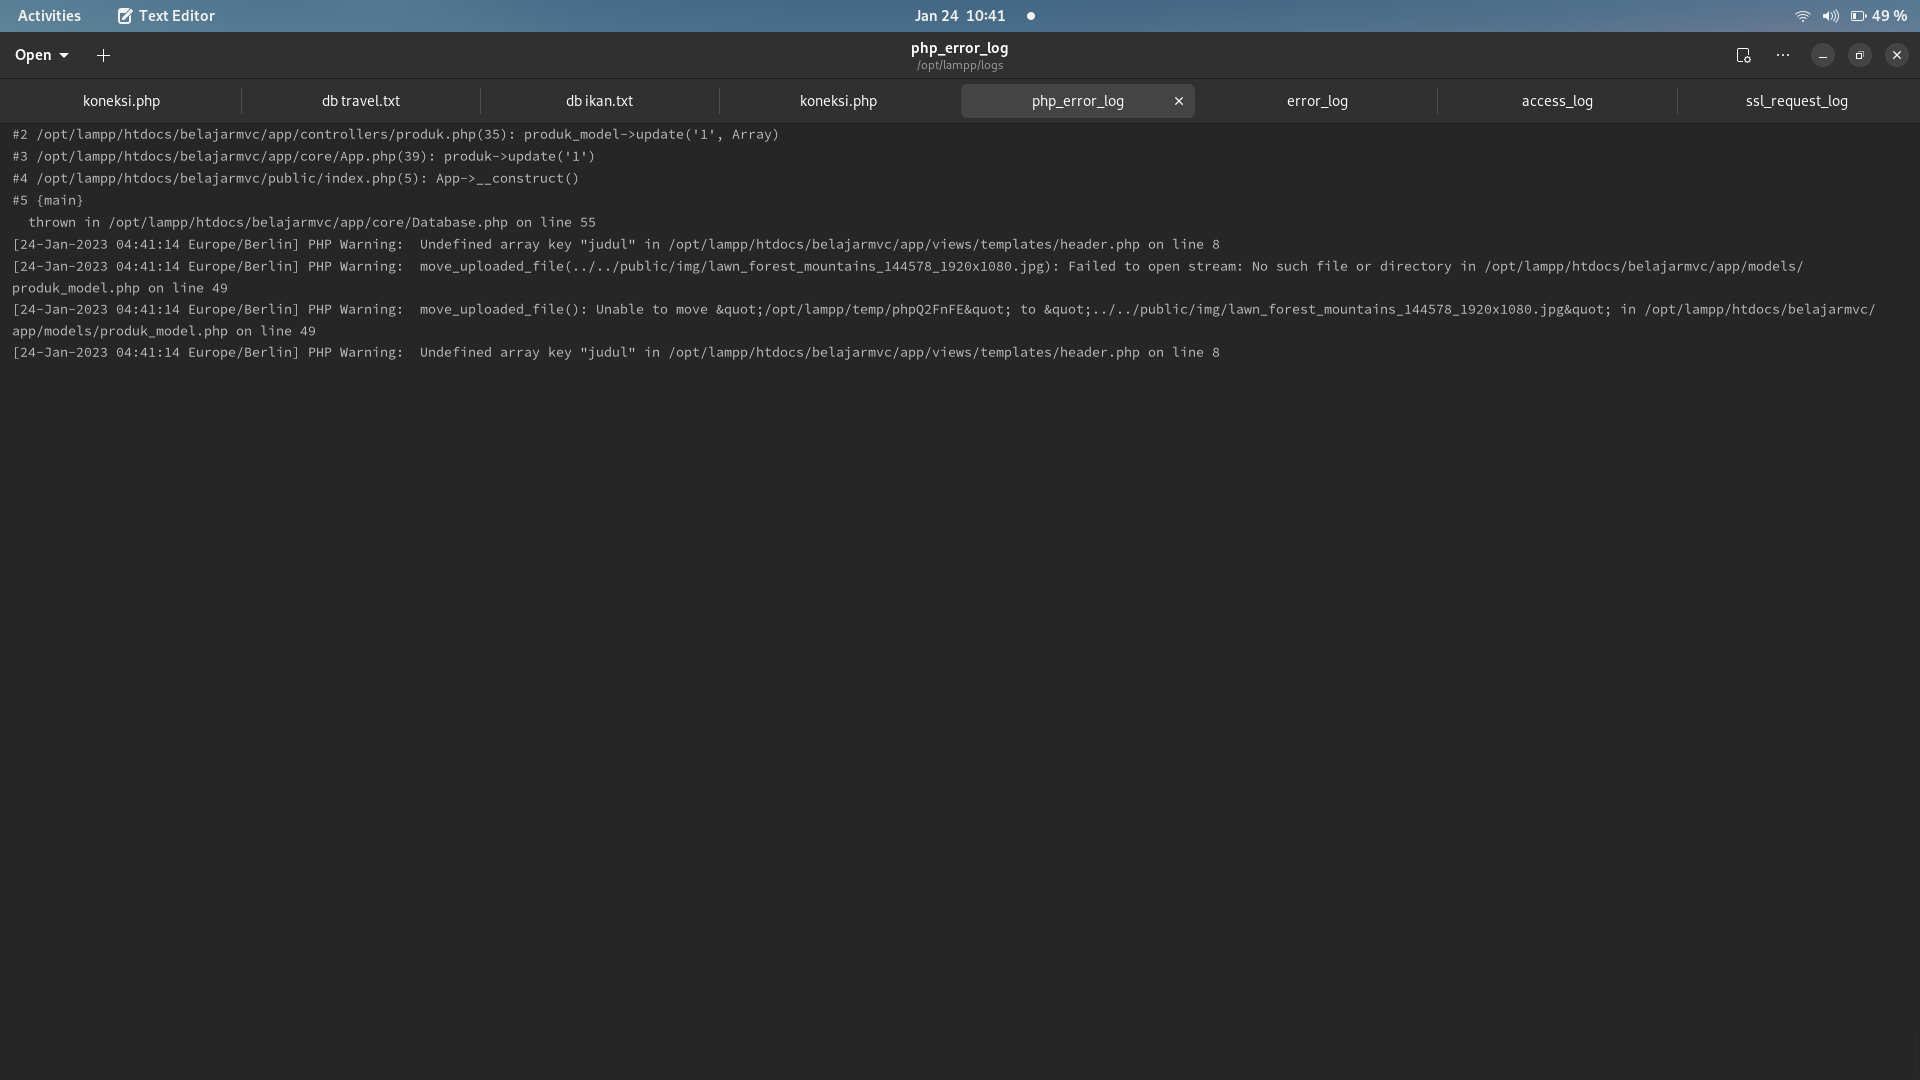 Activities Text Editor Jan 24 10:41 49 %
Open php_error_log
/opt/lampp/logs
koneksi.php db travel.txt db ikan.txt koneksi.php php_error_log error_log access_log ssl_request_log
#2 /opt/lampp/htdocs/belajarmvc/app/controllers/produk.php(35): produk_model->update('1', Array)
#3 /opt/lampp/htdocs/belajarmvc/app/core/App.php(39): produk->update('1')
#4 /opt/lampp/htdocs/belajarmvc/public/index.php(5): App->__construct()
#5 {main}
  thrown in /opt/lampp/htdocs/belajarmvc/app/core/Database.php on line 55
[24-Jan-2023 04:41:14 Europe/Berlin] PHP Warning:  Undefined array key "judul" in /opt/lampp/htdocs/belajarmvc/app/views/templates/header.php on line 8
[24-Jan-2023 04:41:14 Europe/Berlin] PHP Warning:  move_uploaded_file(../../public/img/lawn_forest_mountains_144578_1920x1080.jpg): Failed to open stream: No such file or directory in /opt/lampp/htdocs/belajarmvc/app/models/
produk_model.php on line 49
[24-Jan-2023 04:41:14 Europe/Berlin] PHP Warning:  move_uploaded_file(): Unable to move &quot;/opt/lampp/temp/phpQ2FnFE&quot; to &quot;../../public/img/lawn_forest_mountains_144578_1920x1080.jpg&quot; in /opt/lampp/htdocs/belajarmvc/
app/models/produk_model.php on line 49
[24-Jan-2023 04:41:14 Europe/Berlin] PHP Warning:  Undefined array key "judul" in /opt/lampp/htdocs/belajarmvc/app/views/templates/header.php on line 8